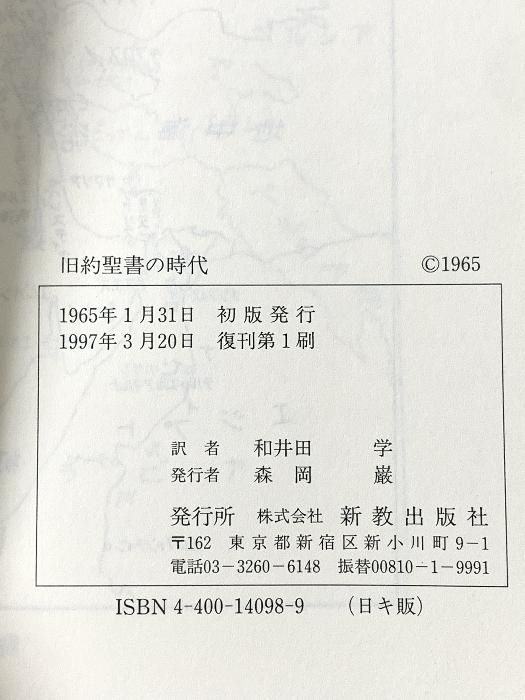 旧約聖書の時代 ©1965
1965年1月31日 初版発行
1997年3月20日 復刊第1刷
訳者 和井田 学
発行者 森岡 巌
発行所 株式会社 新教出版社
〒162 東京都新宿区新小川町9-1
電話03-3260-6148 振替00810-1-9991
ISBN 4-400-14098-9 (日キ販)